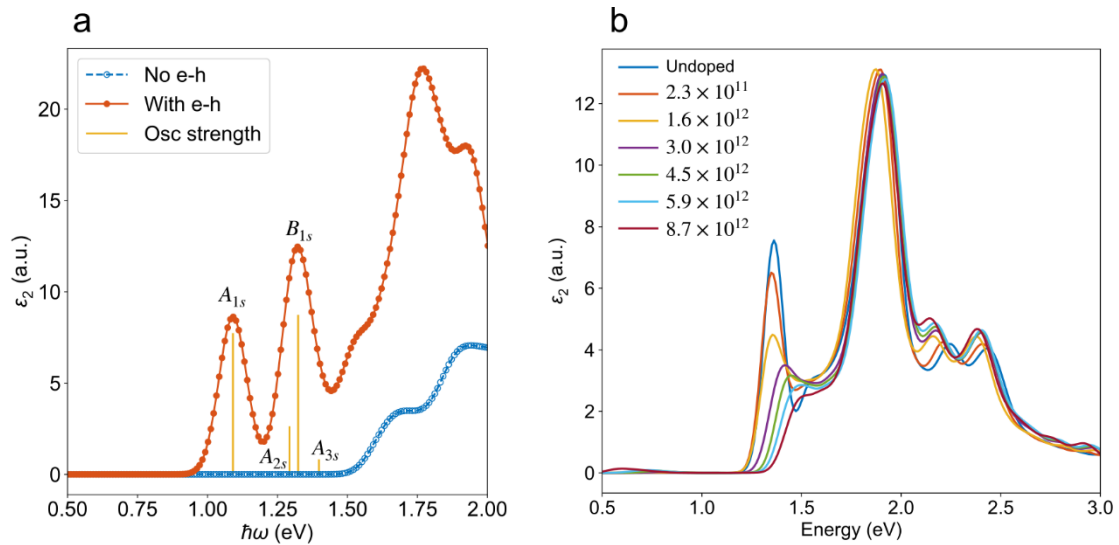 a
No e-h
With e-h
Osc strength
A1s
B1s
A2s
A3s
ε2 (a.u.)
20
15
10
5
0
0.50
0.75
1.00
1.25
1.50
1.75
2.00
ℏω (eV)
b
Undoped
2.3 × 10^11
1.6 × 10^12
3.0 × 10^12
4.5 × 10^12
5.9 × 10^12
8.7 × 10^12
ε2 (a.u.)
12
10
8
6
4
2
0
0.5
1.0
1.5
2.0
2.5
3.0
Energy (eV)